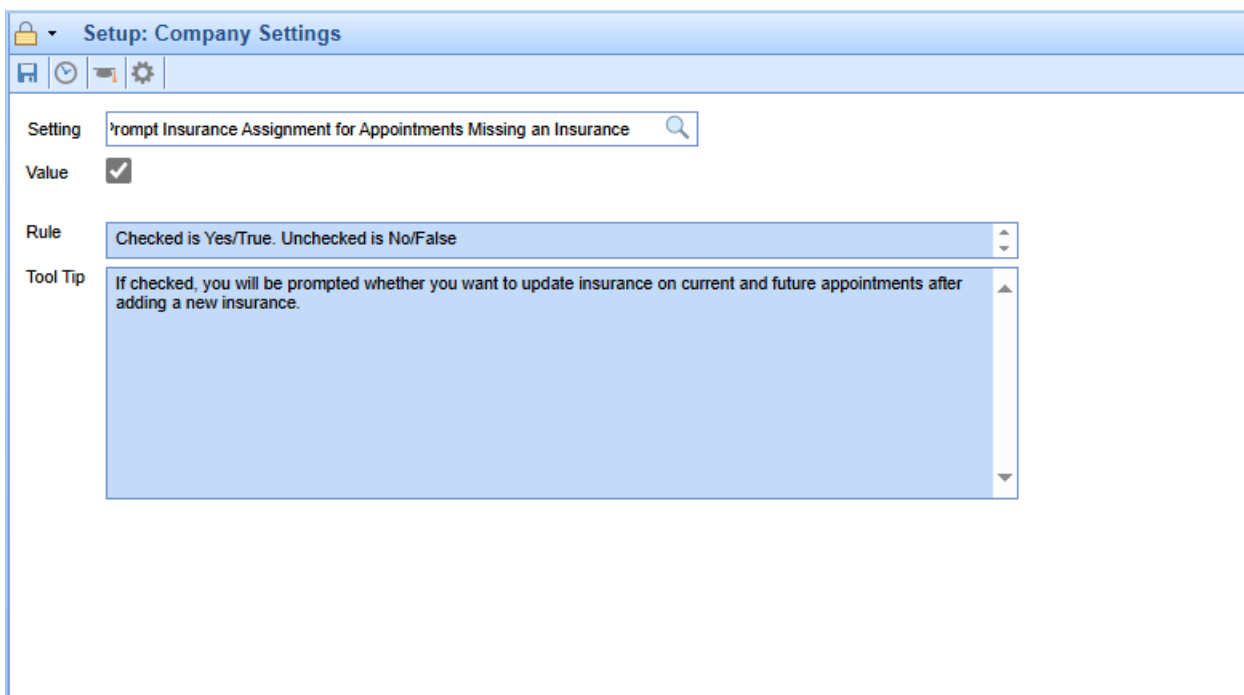 Setup: Company Settings
Setting
Prompt Insurance Assignment for Appointments Missing an Insurance
Value
Rule
Checked is Yes/True. Unchecked is No/False
Tool Tip
If checked, you will be prompted whether you want to update insurance on current and future appointments after
adding a new insurance.